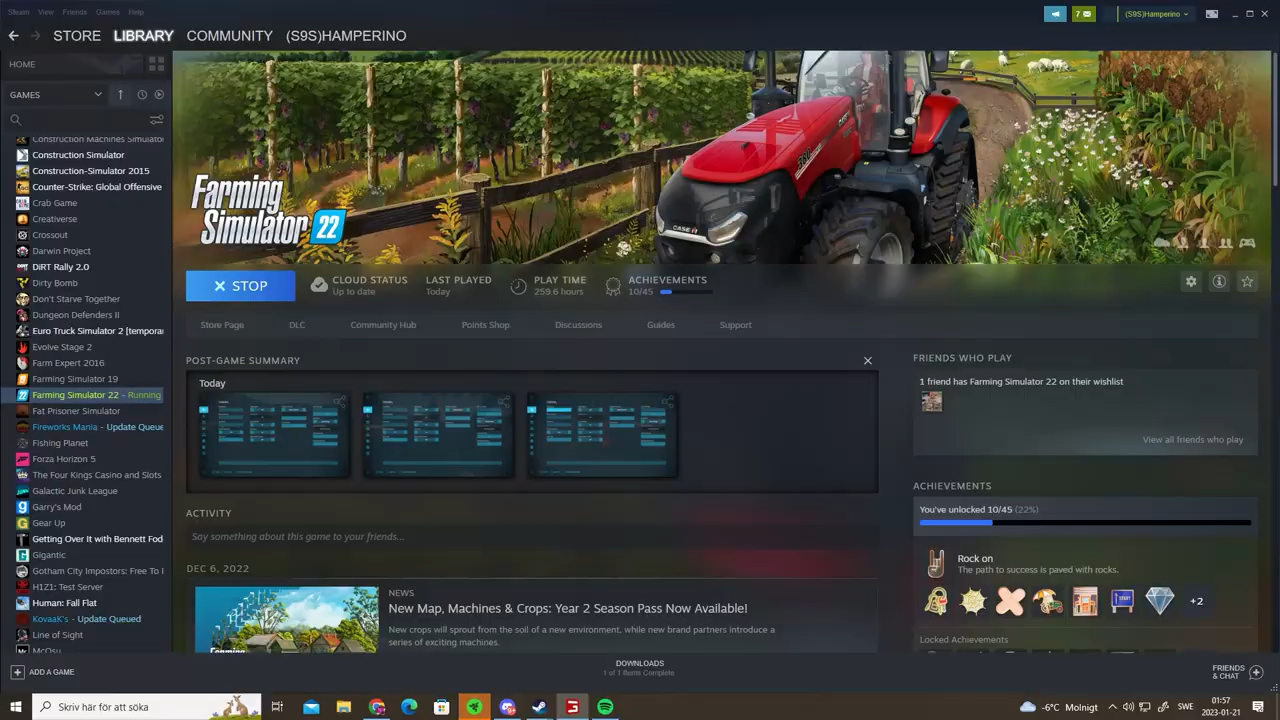 Steam View Friends Games Help
7
(S9S)Hamperino
STORE LIBRARY COMMUNITY (S9S)HAMPERINO
HOME
GAMES
Construction Machines Simulator
Construction Simulator
Construction-Simulator 2015
Counter-Strike: Global Offensive
Crab Game
Creativerse
Crossout
Darwin Project
DiRT Rally 2.0
Dirty Bomb
Don't Starve Together
Dungeon Defenders II
Euro Truck Simulator 2 [tempora
Evolve Stage 2
Farm Expert 2016
Farming Simulator 19
Farming Simulator 22 - Running
Fat Prisoner Simulator
Fireworks Mania - Update Queue
Fishing Planet
Forza Horizon 5
The Four Kings Casino and Slots
Galactic Junk League
Garry's Mod
Gear Up
Getting Over It with Bennett Fod
Gigantic
Gotham City Impostors: Free To
H1Z1: Test Server
Human: Fall Flat
KovaaK's - Update Queued
Line of Sight
McOsu
ADD A GAME
Farming
Simulator 22
CASE IH
STOP
CLOUD STATUS
Up to date
LAST PLAYED
Today
PLAY TIME
259.6 hours
ACHIEVEMENTS
10/45
Store Page DLC Community Hub Points Shop Discussions Guides Support
POST-GAME SUMMARY
Today
ACTIVITY
Say something about this game to your friends...
DEC 6, 2022
NEWS
New Map, Machines & Crops: Year 2 Season Pass Now Available!
New crops will sprout from the soil of a new environment, while new brand partners introduce a
series of exciting machines.
Farming
FRIENDS WHO PLAY
1 friend has Farming Simulator 22 on their wishlist
View all friends who play
ACHIEVEMENTS
You've unlocked 10/45 (22%)
Rock on
The path to success is paved with rocks.
START
+2
Locked Achievements
DOWNLOADS
1 of 1 Items Complete
FRIENDS
& CHAT
Skriv här för att söka
-6°C Molnigt
SWE
01:57
2023-01-21